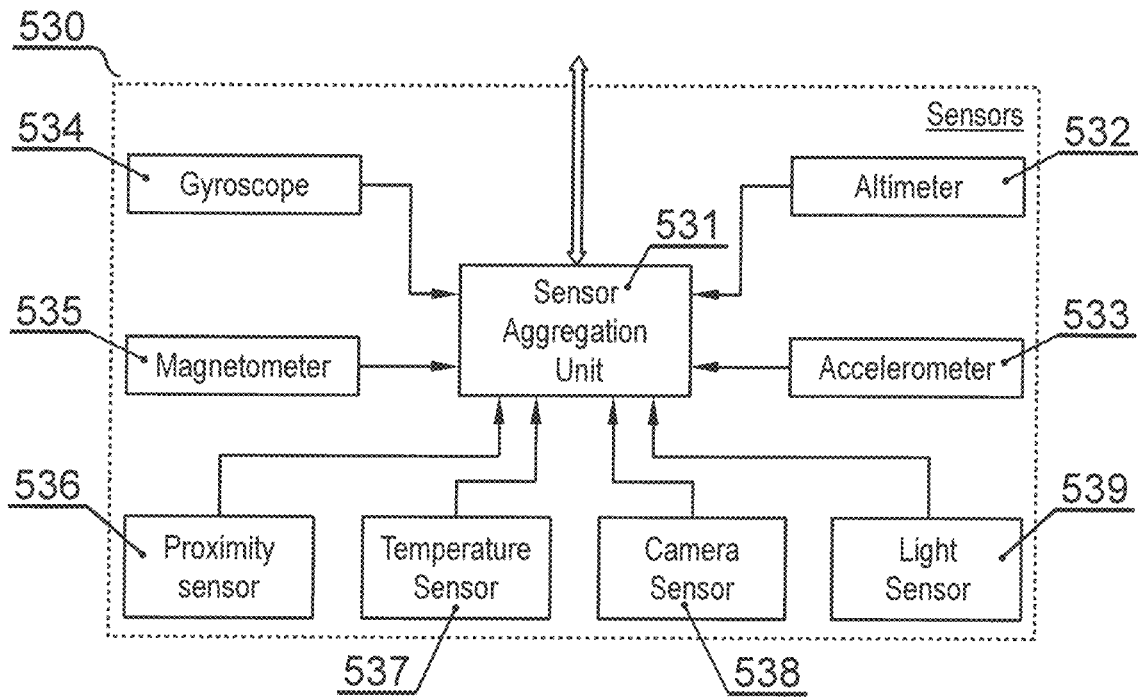 530
Sensors
534
Gyroscope
532
Altimeter
531
Sensor
Aggregation
Unit
535
Magnetometer
533
Accelerometer
536
Proximity
sensor
Temperature
Sensor
537
Camera
Sensor
538
539
Light
Sensor